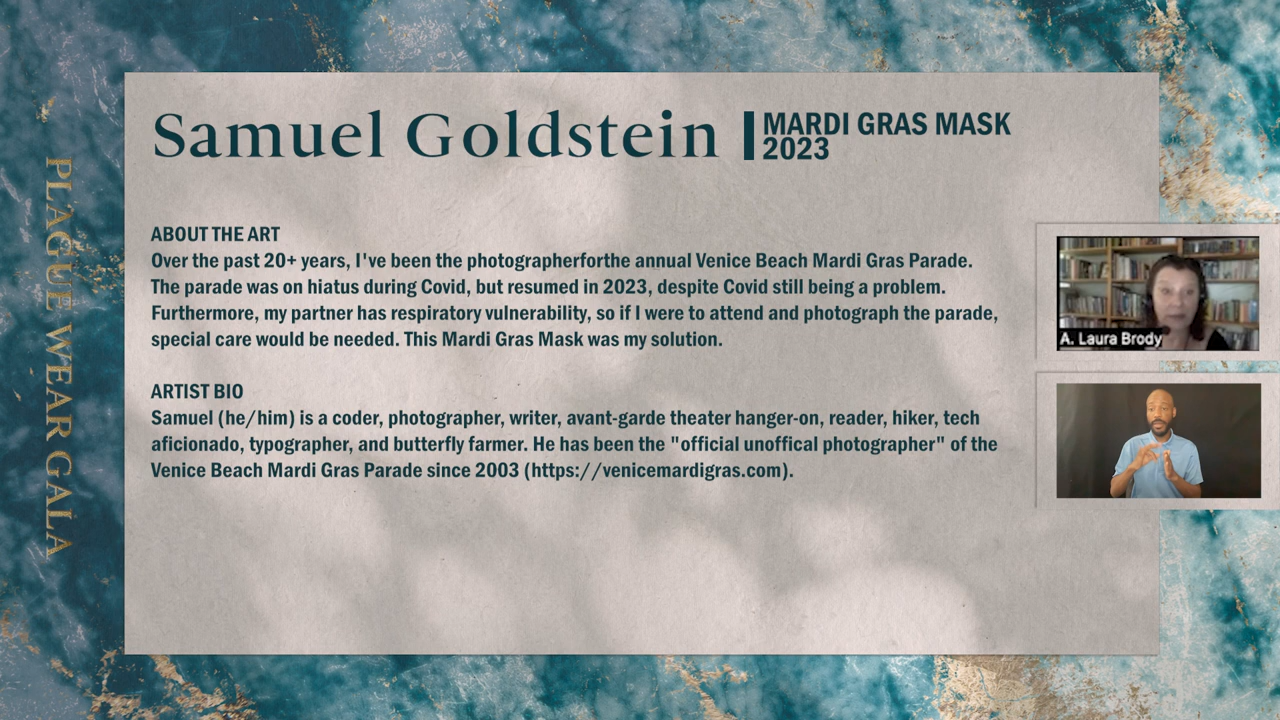 Samuel Goldstein
MARDI GRAS MASK
2023
PLAGUE WEAR GALA
ABOUT THE ART
Over the past 20+ years, I've been the photographerforthe annual Venice Beach Mardi Gras Parade.
The parade was on hiatus during Covid, but resumed in 2023, despite Covid still being a problem.
Furthermore, my partner has respiratory vulnerability, so if I were to attend and photograph the parade,
special care would be needed. This Mardi Gras Mask was my solution.
ARTIST BIO
Samuel (he/him) is a coder, photographer, writer, avant-garde theater hanger-on, reader, hiker, tech
aficionado, typographer, and butterfly farmer. He has been the "official unoffical photographer" of the
Venice Beach Mardi Gras Parade since 2003 (https://venicemardigras.com).
A. Laura Brody